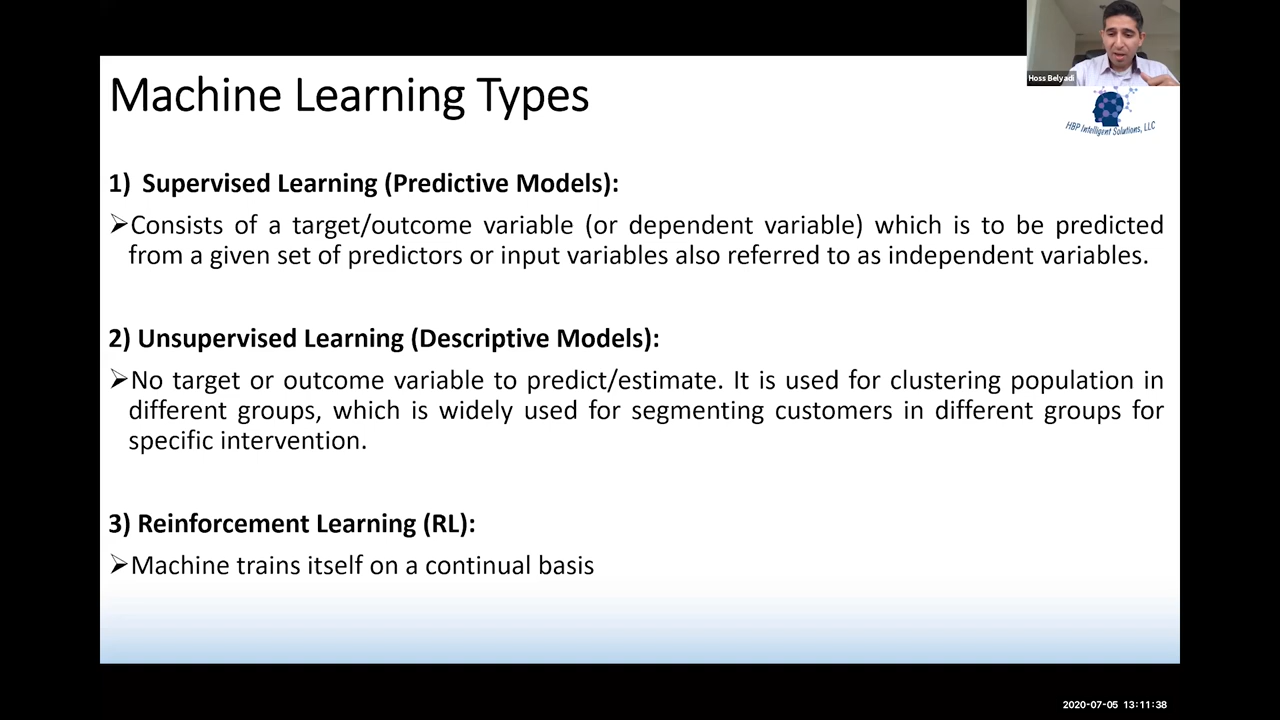 Hoss Belyadi
HBP Intelligent Solutions, LLC
Machine Learning Types
1) Supervised Learning (Predictive Models):
➢Consists of a target/outcome variable (or dependent variable) which is to be predicted
from a given set of predictors or input variables also referred to as independent variables.
2) Unsupervised Learning (Descriptive Models):
➢No target or outcome variable to predict/estimate. It is used for clustering population in
different groups, which is widely used for segmenting customers in different groups for
specific intervention.
3) Reinforcement Learning (RL):
➢Machine trains itself on a continual basis
2020-07-05 13:11:38